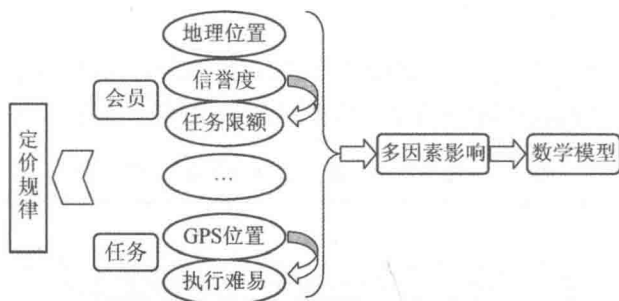 定价规律
会员
任务
地理位置
信誉度
任务限额
…
GPS位置
执行难易
多因素影响
数学模型